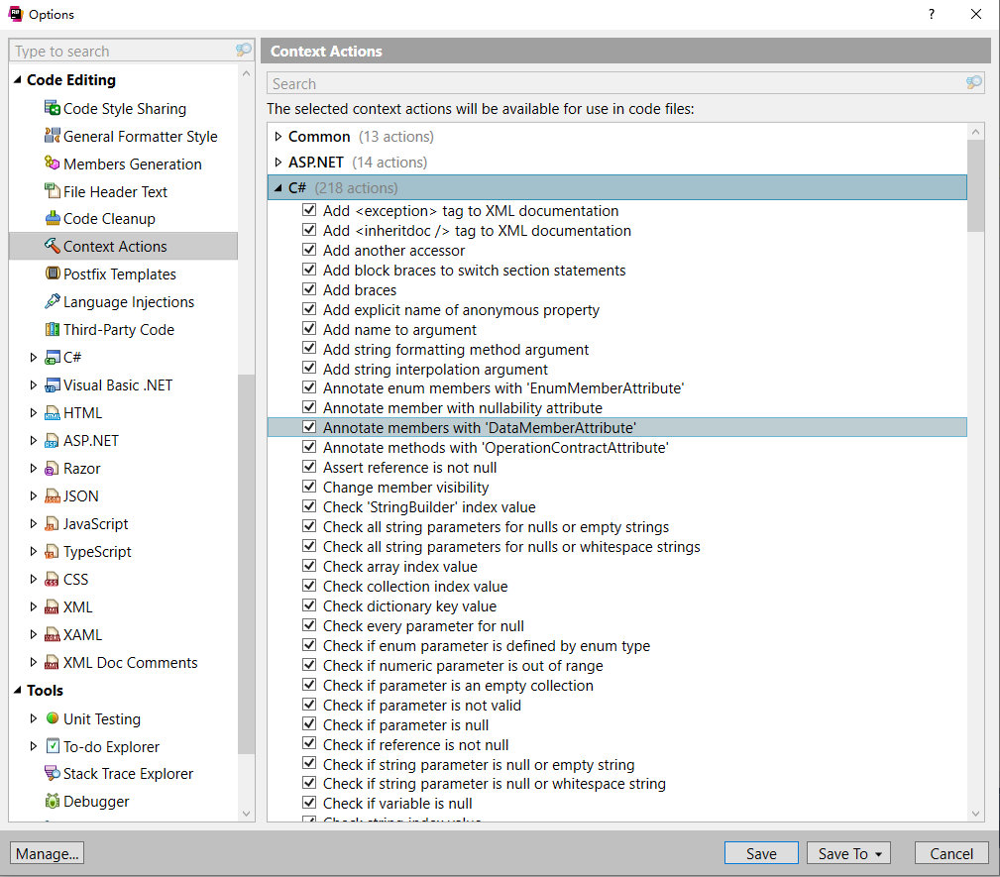 Options
?
Type to search
Code Editing
Code Style Sharing
General Formatter Style
Members Generation
File Header Text
Code Cleanup
Context Actions
Postfix Templates
Language Injections
Third-Party Code
C#
Visual Basic .NET
HTML
ASP.NET
Razor
JSON
JavaScript
TypeScript
CSS
XML
XAML
XML Doc Comments
Tools
Unit Testing
To-do Explorer
Stack Trace Explorer
Debugger
Context Actions
Search
The selected context actions will be available for use in code files:
Common (13 actions)
ASP.NET (14 actions)
C# (218 actions)
Add <exception> tag to XML documentation
Add <inheritdoc /> tag to XML documentation
Add another accessor
Add block braces to switch section statements
Add braces
Add explicit name of anonymous property
Add name to argument
Add string formatting method argument
Add string interpolation argument
Annotate enum members with 'EnumMemberAttribute'
Annotate member with nullability attribute
Annotate members with 'DataMemberAttribute'
Annotate methods with 'OperationContractAttribute'
Assert reference is not null
Change member visibility
Check 'StringBuilder' index value
Check all string parameters for nulls or empty strings
Check all string parameters for nulls or whitespace strings
Check array index value
Check collection index value
Check dictionary key value
Check every parameter for null
Check if enum parameter is defined by enum type
Check if numeric parameter is out of range
Check if parameter is an empty collection
Check if parameter is not valid
Check if parameter is null
Check if reference is not null
Check if string parameter is null or empty string
Check if string parameter is null or whitespace string
Check if variable is null
Check string index value
Manage...
Save
Save To
Cancel